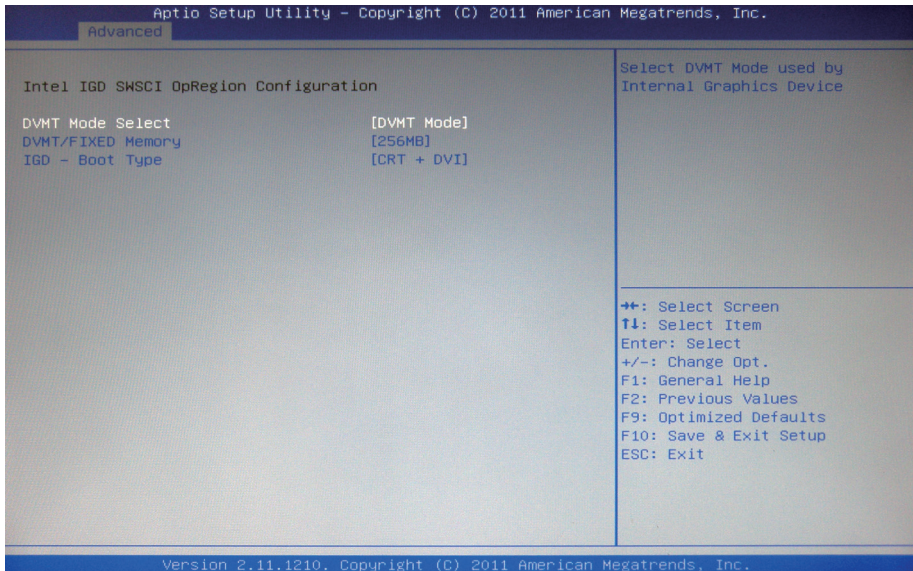 Aptio Setup Utility – Copyright (C) 2011 American Megatrends, Inc.
Advanced
Intel IGD SWSCI OpRegion Configuration
DVMT Mode Select [DVMT Mode]
DVMT/FIXED Memory [256MB]
IGD – Boot Type [CRT + DVI]
Select DVMT Mode used by
Internal Graphics Device
→←: Select Screen
↑↓: Select Item
Enter: Select
+/-: Change Opt.
F1: General Help
F2: Previous Values
F9: Optimized Defaults
F10: Save & Exit Setup
ESC: Exit
Version 2.11.1210. Copyright (C) 2011 American Megatrends, Inc.